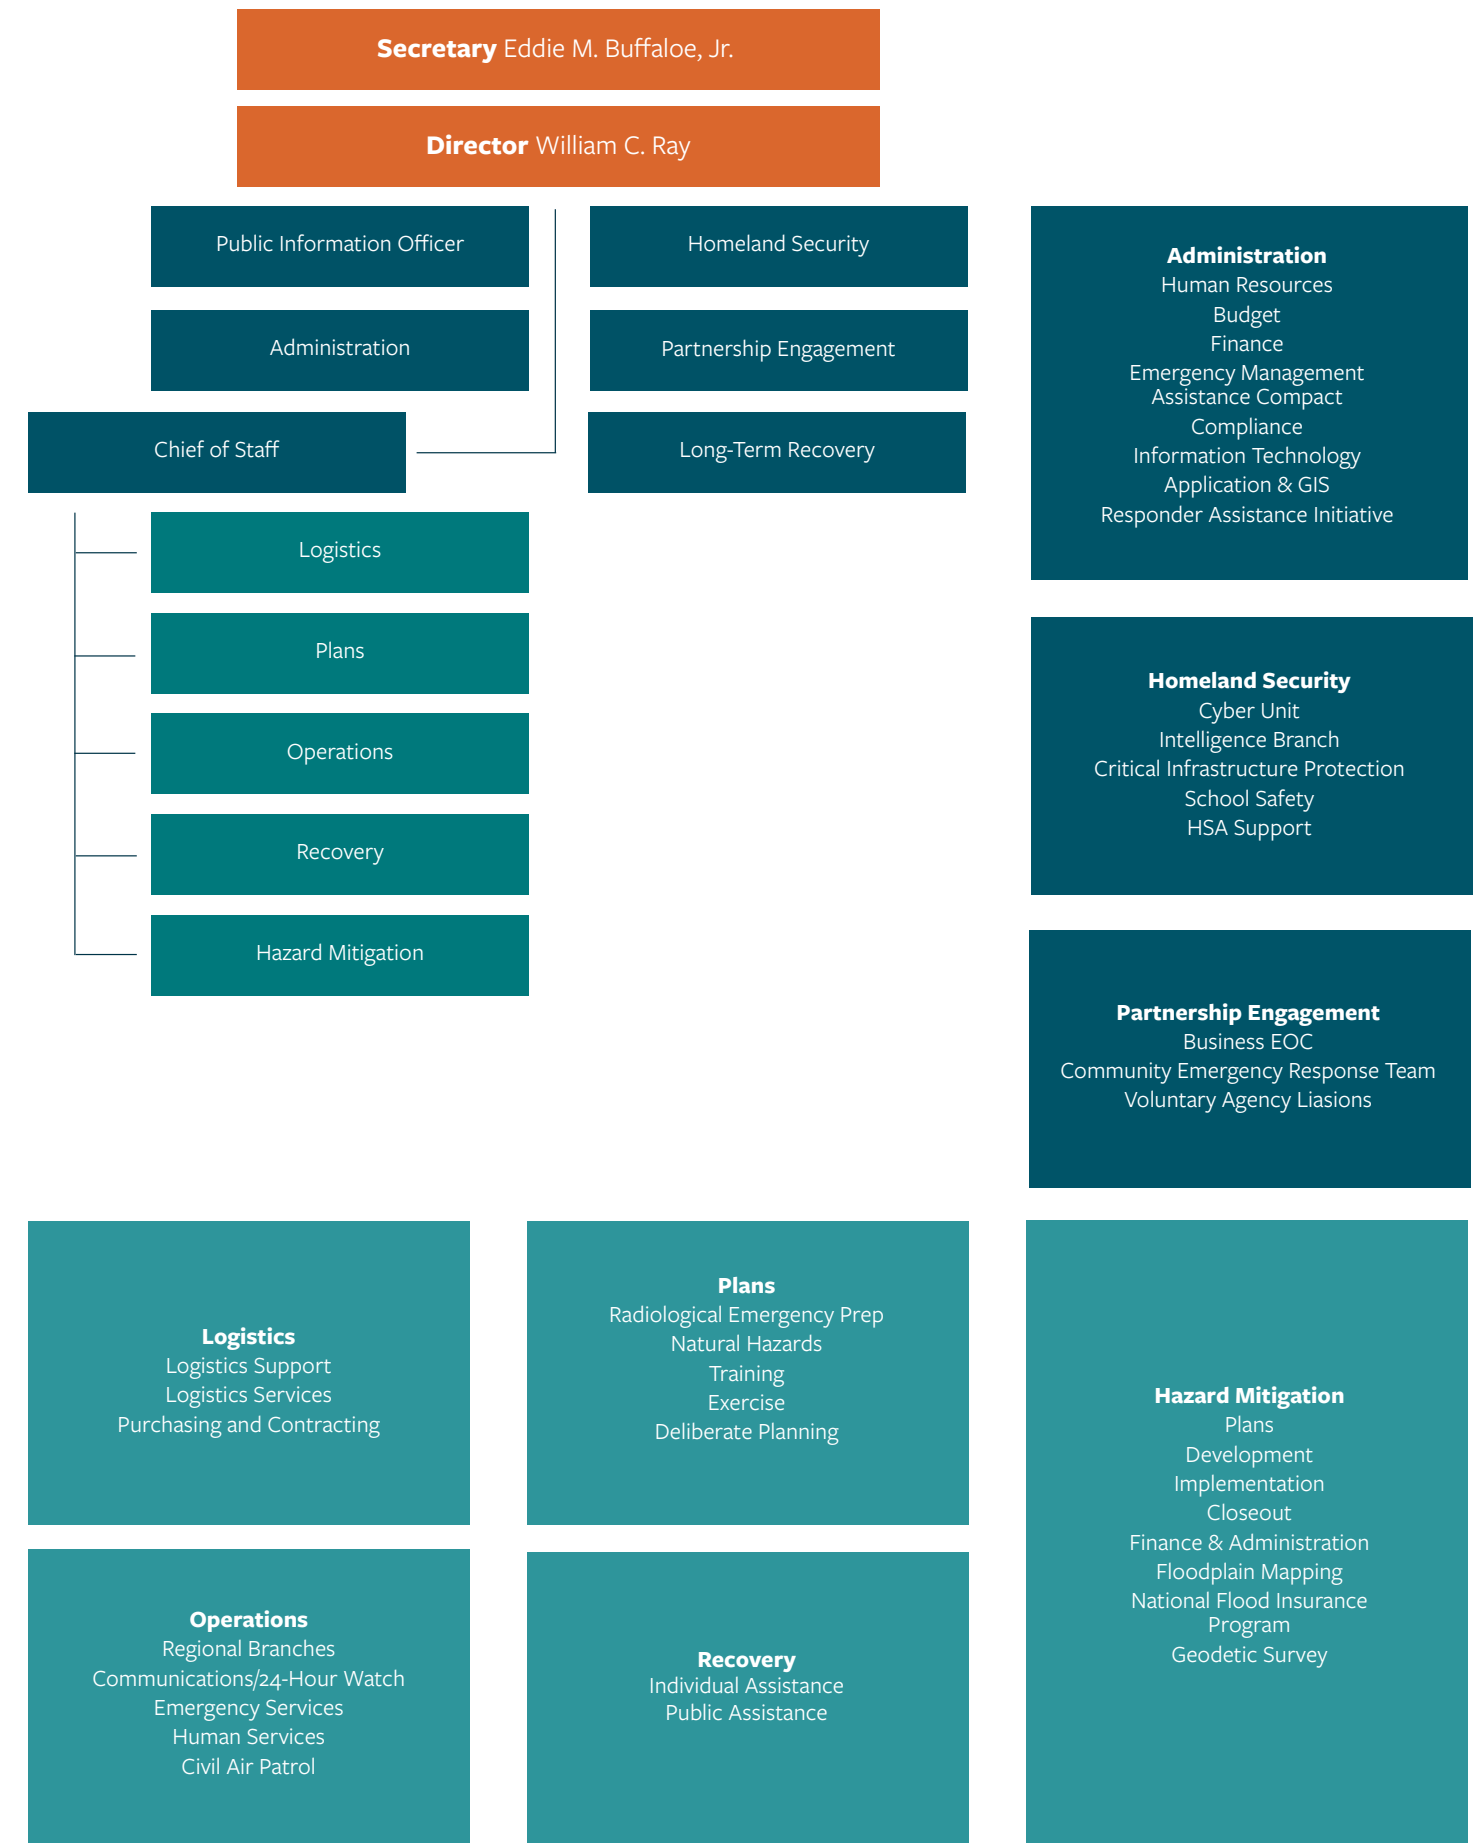 Secretary Eddie M. Buffaloe, Jr.
Director William C. Ray
Public Information Officer
Homeland Security
Administration
Partnership Engagement
Chief of Staff
Long-Term Recovery
Logistics
Plans
Operations
Recovery
Hazard Mitigation
Administration
Human Resources
Budget
Finance
Emergency Management
Assistance Compact
Compliance
Information Technology
Application & GIS
Responder Assistance Initiative
Homeland Security
Cyber Unit
Intelligence Branch
Critical Infrastructure Protection
School Safety
HSA Support
Partnership Engagement
Business EOC
Community Emergency Response Team
Voluntary Agency Liasions
Logistics
Logistics Support
Logistics Services
Purchasing and Contracting
Plans
Radiological Emergency Prep
Natural Hazards
Training
Exercise
Deliberate Planning
Hazard Mitigation
Plans
Development
Implementation
Closeout
Finance & Administration
Floodplain Mapping
National Flood Insurance
Program
Geodetic Survey
Operations
Regional Branches
Communications/24-Hour Watch
Emergency Services
Human Services
Civil Air Patrol
Recovery
Individual Assistance
Public Assistance